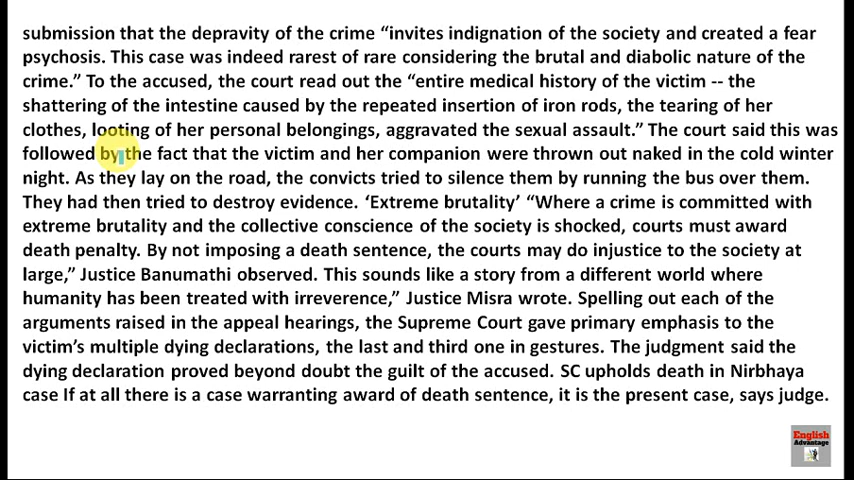 submission that the depravity of the crime “invites indignation of the society and created a fear
psychosis. This case was indeed rarest of rare considering the brutal and diabolic nature of the
crime.” To the accused, the court read out the “entire medical history of the victim -- the
shattering of the intestine caused by the repeated insertion of iron rods, the tearing of her
clothes, looting of her personal belongings, aggravated the sexual assault.” The court said this was
followed by the fact that the victim and her companion were thrown out naked in the cold winter
night. As they lay on the road, the convicts tried to silence them by running the bus over them.
They had then tried to destroy evidence. ‘Extreme brutality’ “Where a crime is committed with
extreme brutality and the collective conscience of the society is shocked, courts must award
death penalty. By not imposing a death sentence, the courts may do injustice to the society at
large,” Justice Banumathi observed. This sounds like a story from a different world where
humanity has been treated with irreverence,” Justice Misra wrote. Spelling out each of the
arguments raised in the appeal hearings, the Supreme Court gave primary emphasis to the
victim’s multiple dying declarations, the last and third one in gestures. The judgment said the
dying declaration proved beyond doubt the guilt of the accused. SC upholds death in Nirbhaya
case If at all there is a case warranting award of death sentence, it is the present case, says judge.
English
Advantage